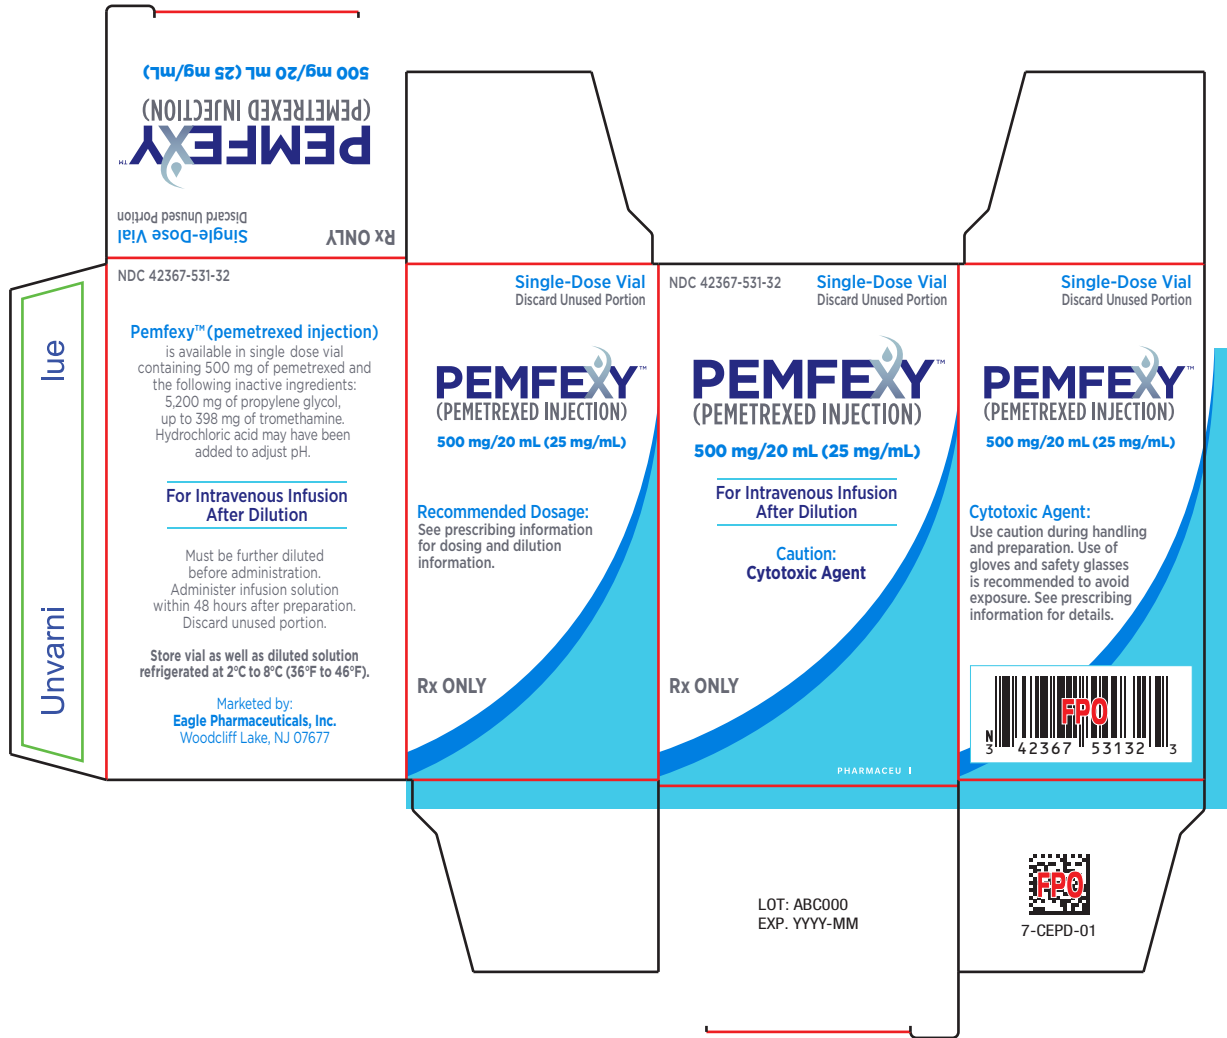 500 mg/20 mL (25 mg/mL)
(PEMETREXED INJECTION)
PEMFEXY™
Discard Unused Portion
Single-Dose Vial
Rx ONLY
Unvarni lue
NDC 42367-531-32
Pemfexy™ (pemetrexed injection)
is available in single dose vial
containing 500 mg of pemetrexed and
the following inactive ingredients:
5,200 mg of propylene glycol,
up to 398 mg of tromethamine.
Hydrochloric acid may have been
added to adjust pH.
For Intravenous Infusion
After Dilution
Must be further diluted
before administration.
Administer infusion solution
within 48 hours after preparation.
Discard unused portion.
Store vial as well as diluted solution
refrigerated at 2°C to 8°C (36°F to 46°F).
Marketed by:
Eagle Pharmaceuticals, Inc.
Woodcliff Lake, NJ 07677
Single-Dose Vial
Discard Unused Portion
PEMFEXY™
(PEMETREXED INJECTION)
500 mg/20 mL (25 mg/mL)
Recommended Dosage:
See prescribing information
for dosing and dilution
information.
Rx ONLY
NDC 42367-531-32
Single-Dose Vial
Discard Unused Portion
PEMFEXY™
(PEMETREXED INJECTION)
500 mg/20 mL (25 mg/mL)
For Intravenous Infusion
After Dilution
Caution:
Cytotoxic Agent
Rx ONLY
PHARMACEU I
Single-Dose Vial
Discard Unused Portion
PEMFEXY™
(PEMETREXED INJECTION)
500 mg/20 mL (25 mg/mL)
Cytotoxic Agent:
Use caution during handling
and preparation. Use of
gloves and safety glasses
is recommended to avoid
exposure. See prescribing
information for details.
FPO
N
3 42367 53132 3
LOT: ABC000
EXP. YYYY-MM
FPO
7-CEPD-01